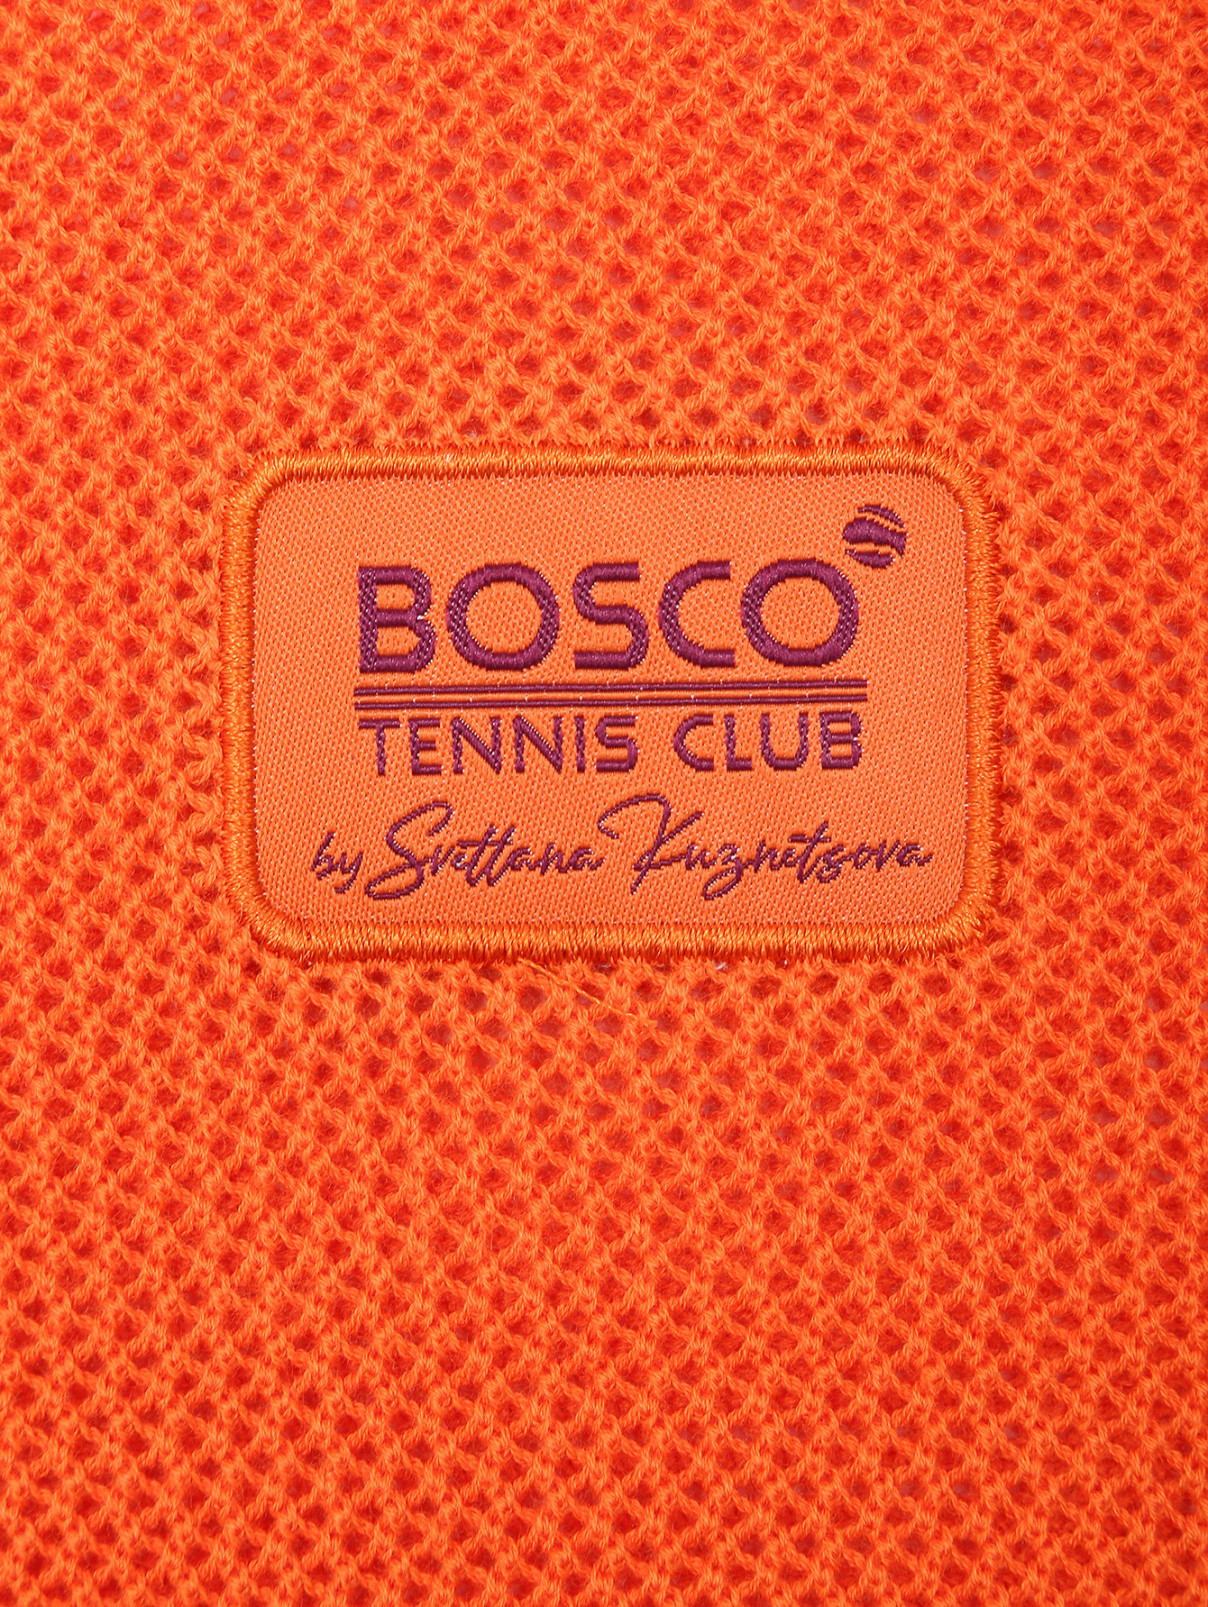 BOSCO
TENNIS CLUB
by Svetlana Kuznetsova